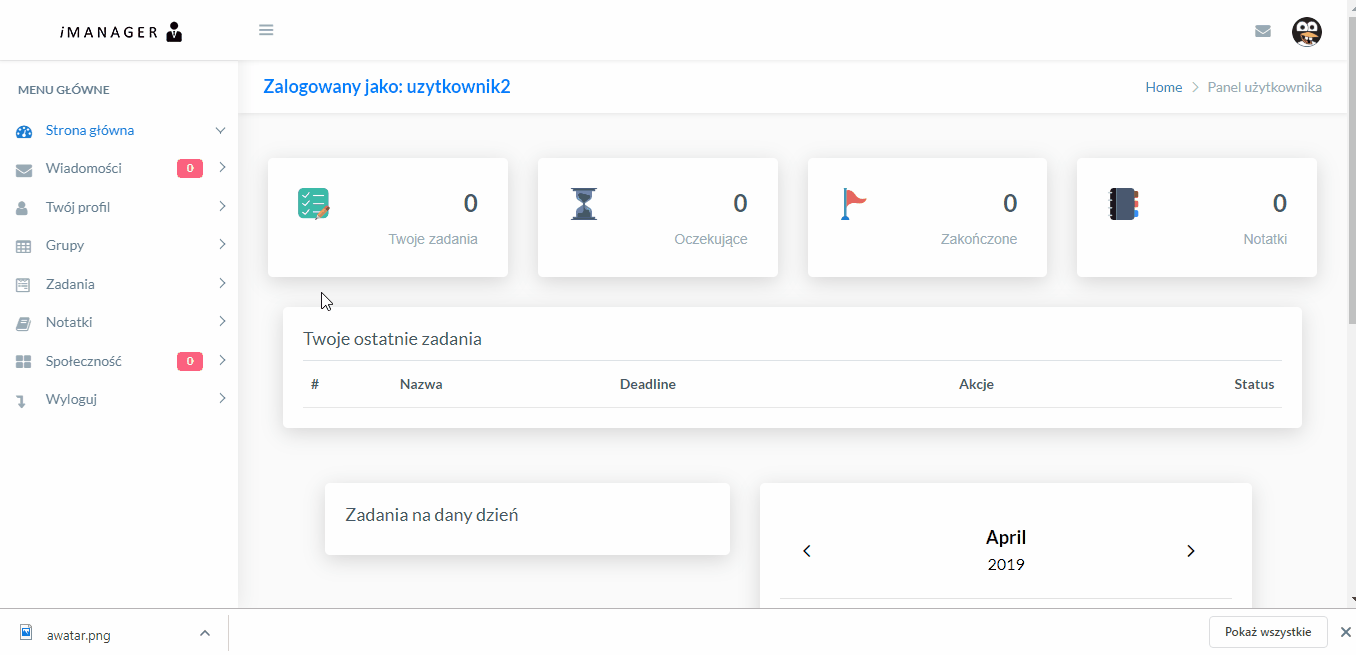 iMANAGER
MENU GŁÓWNE
Strona główna
Wiadomości 0
Twój profil
Grupy
Zadania
Notatki
Społeczność 0
Wyloguj
Zalogowany jako: uzytkownik2
Home > Panel użytkownika
0
Twoje zadania
0
Oczekujące
0
Zakończone
0
Notatki
Twoje ostatnie zadania
# Nazwa Deadline Akcje Status
Zadania na dany dzień
April
2019
awatar.png
Pokaż wszystkie